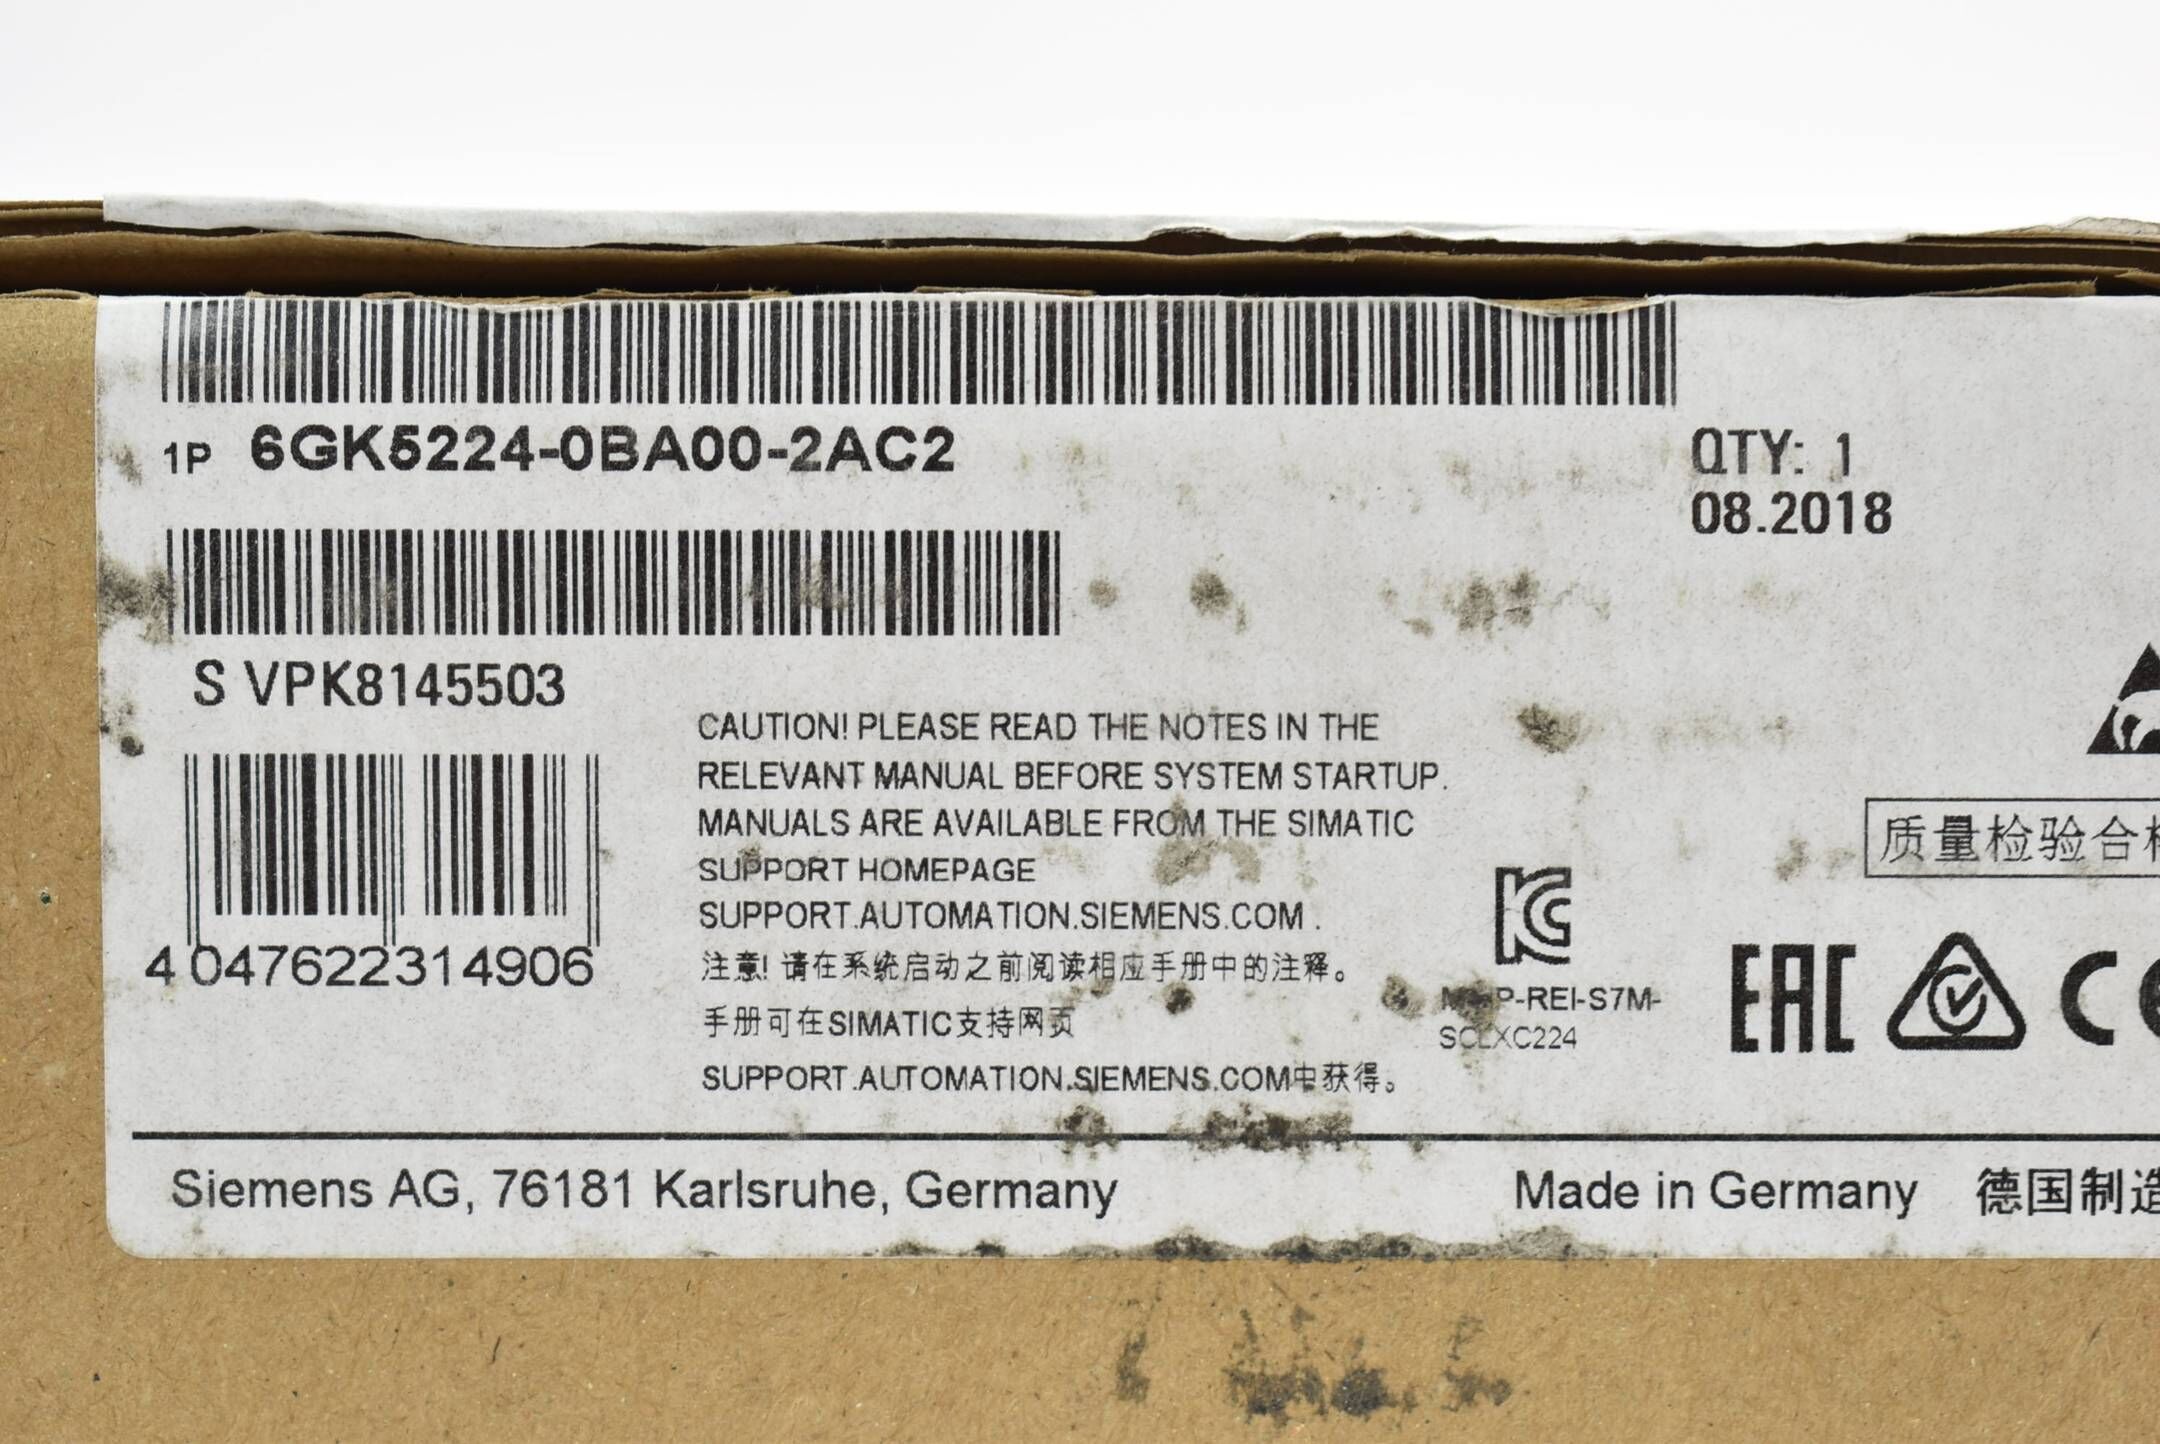 1P 6GK5224-0BA00-2AC2
QTY: 1
08.2018
S VPK8145503
4 047622314906
CAUTION! PLEASE READ THE NOTES IN THE
RELEVANT MANUAL BEFORE SYSTEM STARTUP.
MANUALS ARE AVAILABLE FROM THE SIMATIC
SUPPORT HOMEPAGE
SUPPORT.AUTOMATION.SIEMENS.COM .
注意! 请在系统启动之前阅读相应手册中的注释。
手册可在SIMATIC支持网页
SUPPORT.AUTOMATION.SIEMENS.COM中获得。
质量检验合
KC
SCLXC224
EAC
CE
Siemens AG, 76181 Karlsruhe, Germany
Made in Germany 德国制造